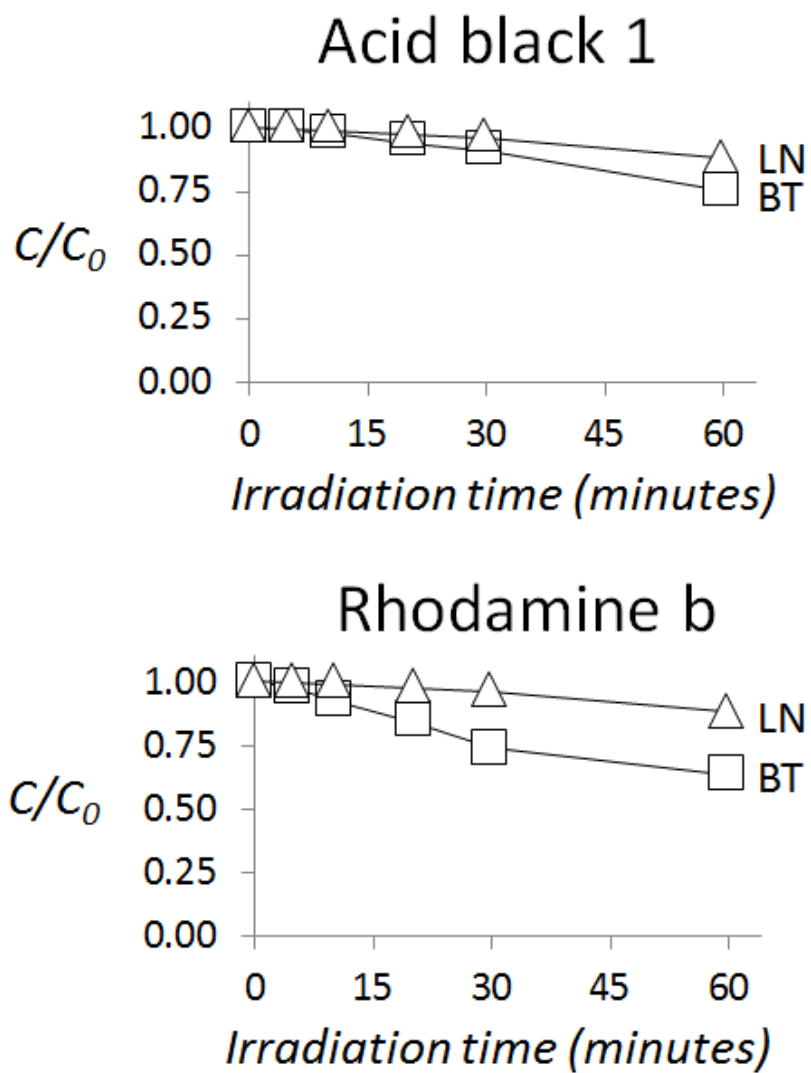 Acid black 1
1.00
LN
0.75
BT
C/C0
0.50
0.25
0.00
0 15 30 45 60
Irradiation time (minutes)
Rhodamine b
1.00
LN
0.75
BT
C/C0
0.50
0.25
0.00
0 15 30 45 60
Irradiation time (minutes)